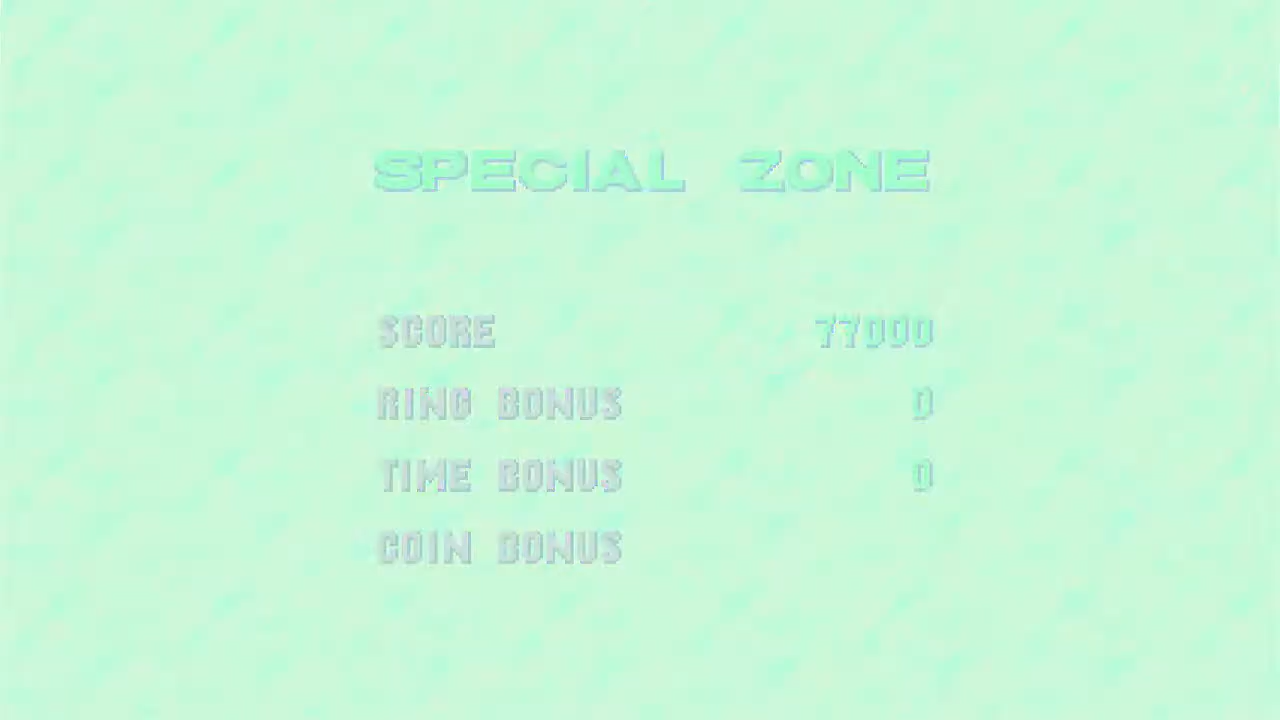 SPECIAL ZONE
SCORE 77000
RING BONUS 0
TIME BONUS 0
COIN BONUS